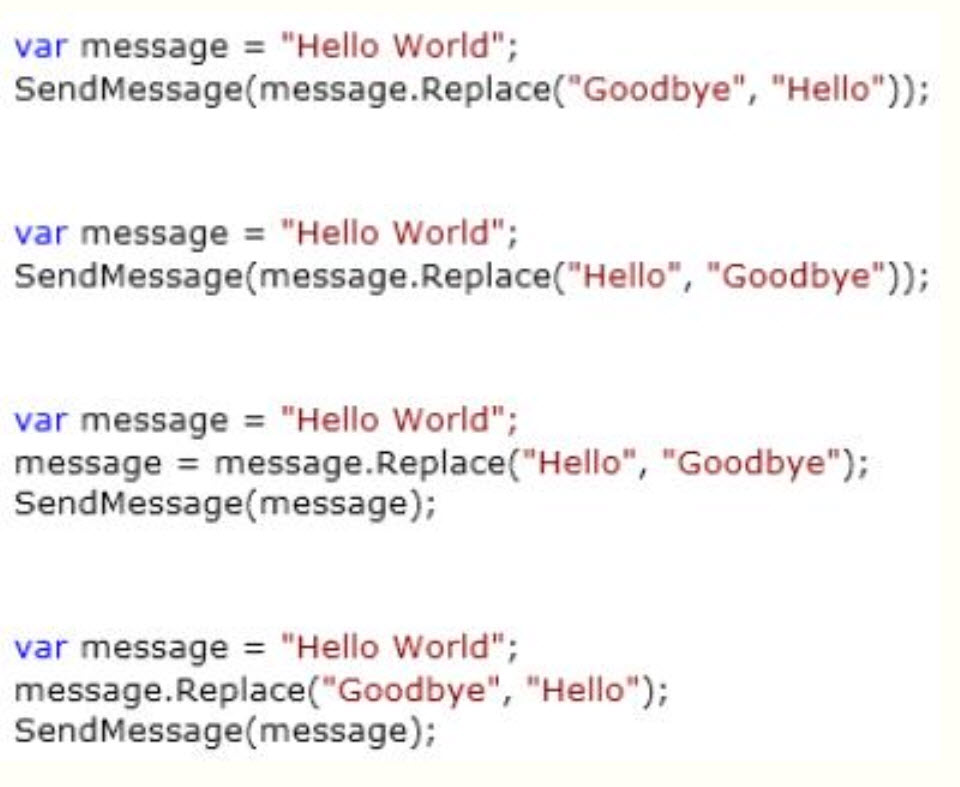 var message = "Hello World";
SendMessage(message.Replace("Goodbye", "Hello"));
var message = "Hello World";
SendMessage(message.Replace("Hello", "Goodbye"));
var message = "Hello World";
message = message.Replace("Hello", "Goodbye");
SendMessage(message);
var message = "Hello World";
message.Replace("Goodbye", "Hello");
SendMessage(message);